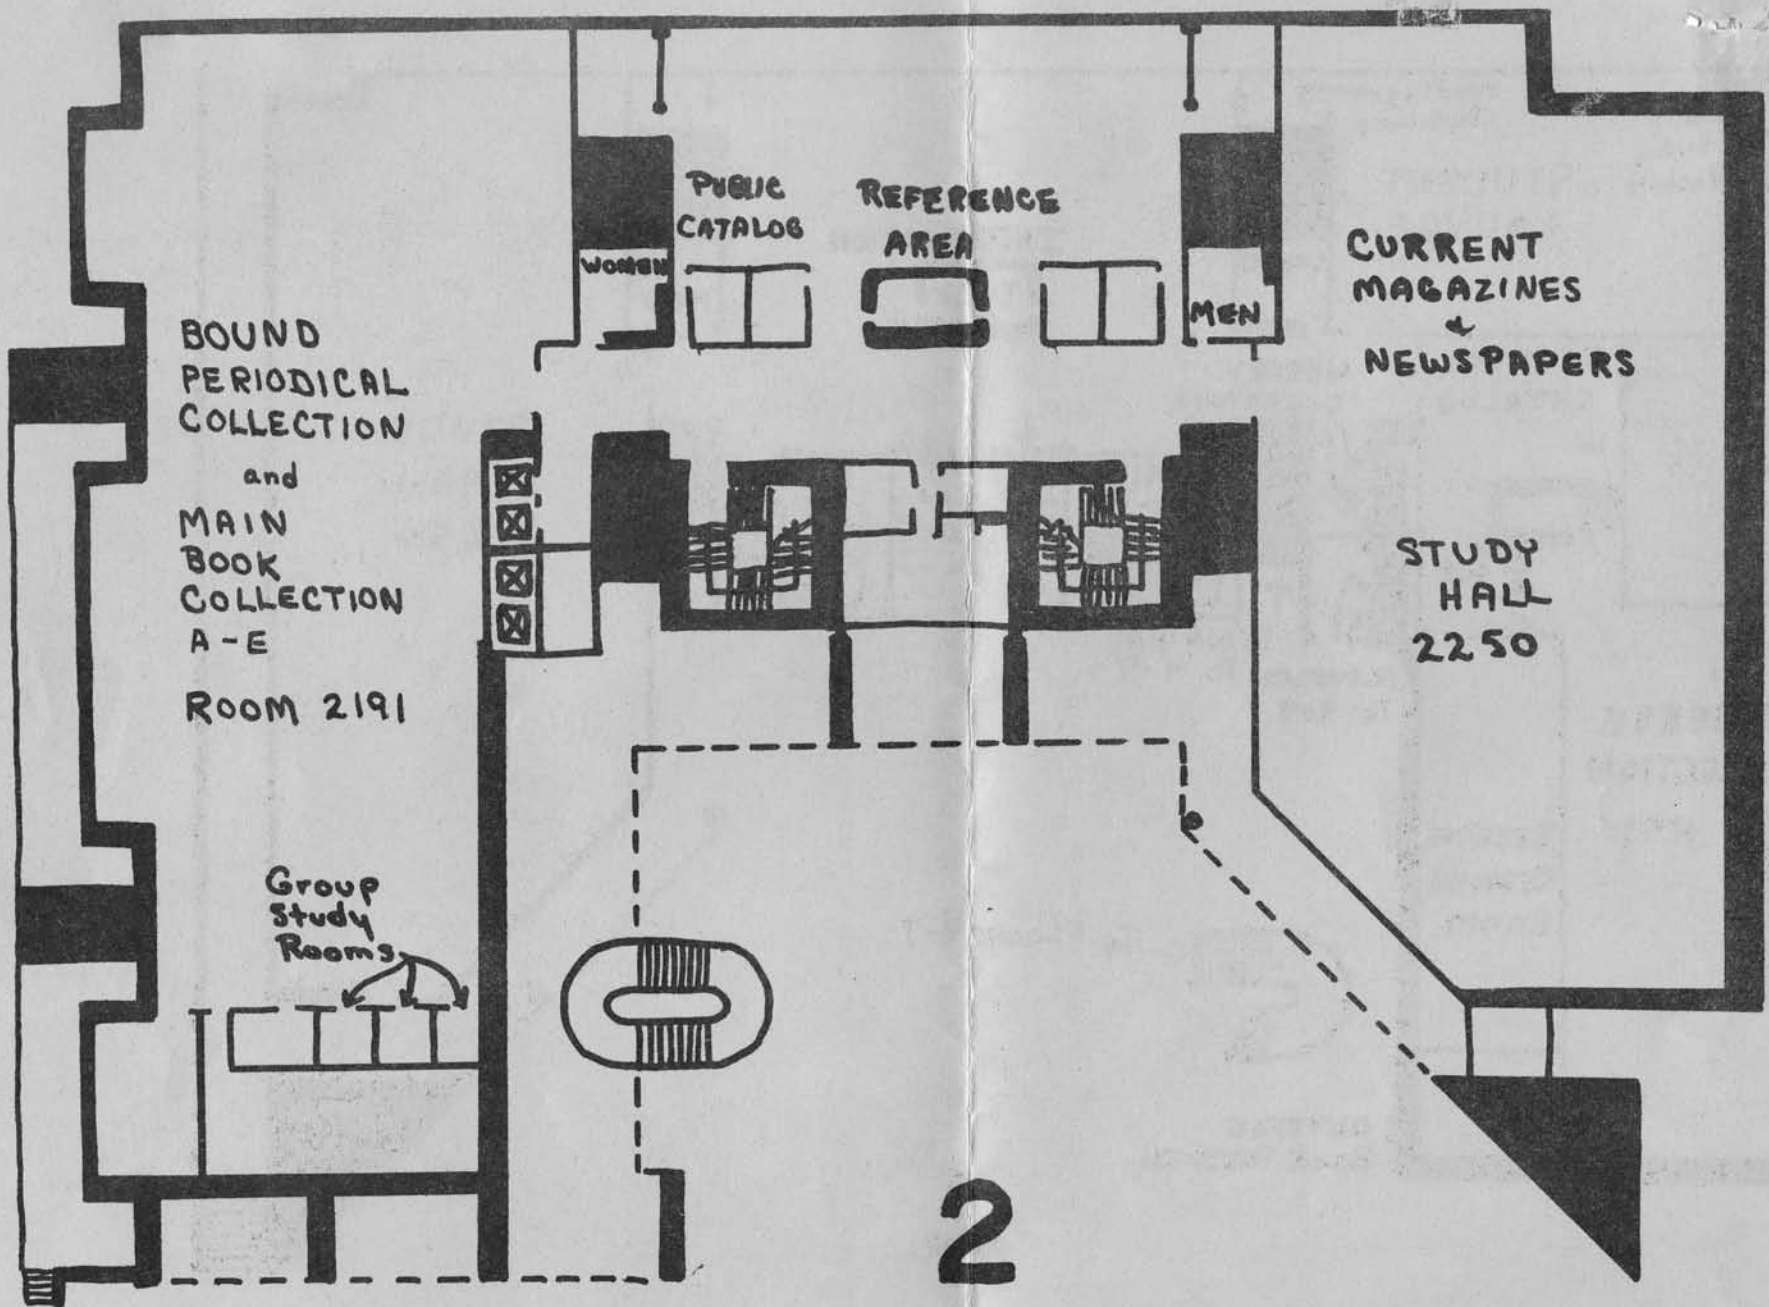 PUBLIC
CATALOG
REFERENCE
AREA
WOMEN
MEN
CURRENT
MAGAZINES
&
NEWSPAPERS
BOUND
PERIODICAL
COLLECTION
and
MAIN
BOOK
COLLECTION
A-E
ROOM 2191
STUDY
HALL
2250
Group
Study
Rooms
2